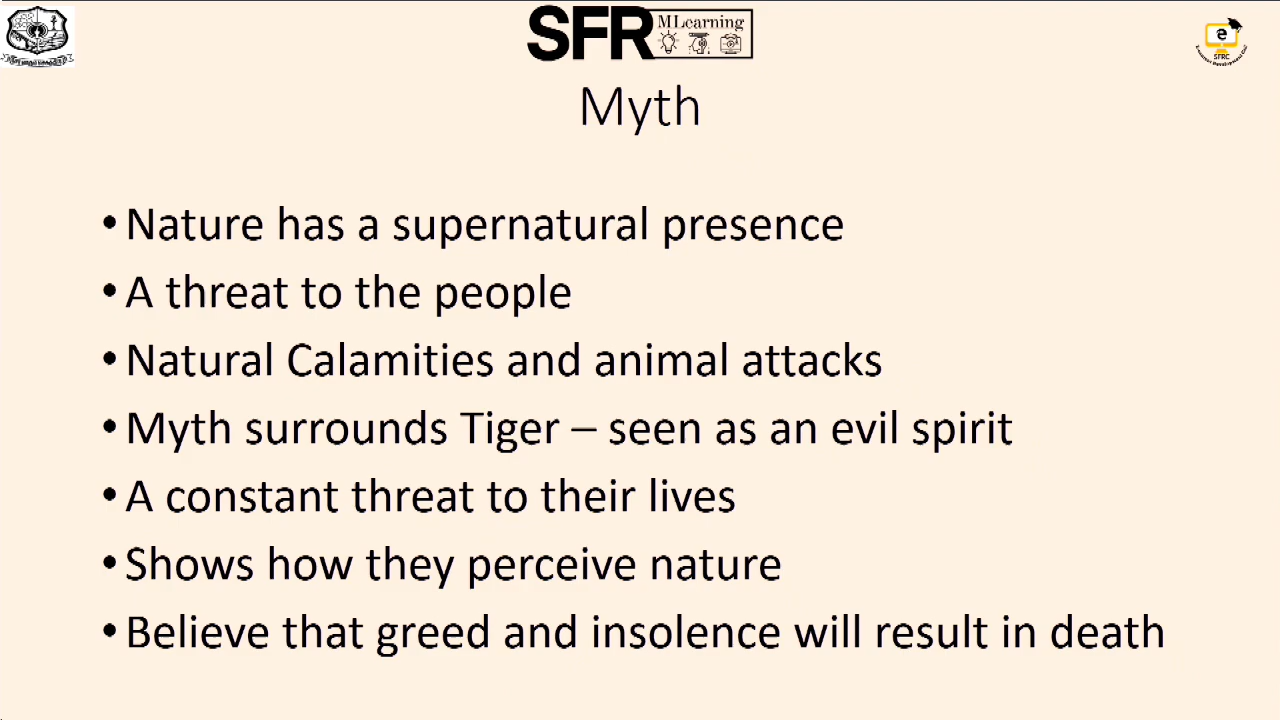 SFR MLearning
e
SFRC
Myth
• Nature has a supernatural presence
• A threat to the people
• Natural Calamities and animal attacks
• Myth surrounds Tiger – seen as an evil spirit
• A constant threat to their lives
• Shows how they perceive nature
• Believe that greed and insolence will result in death